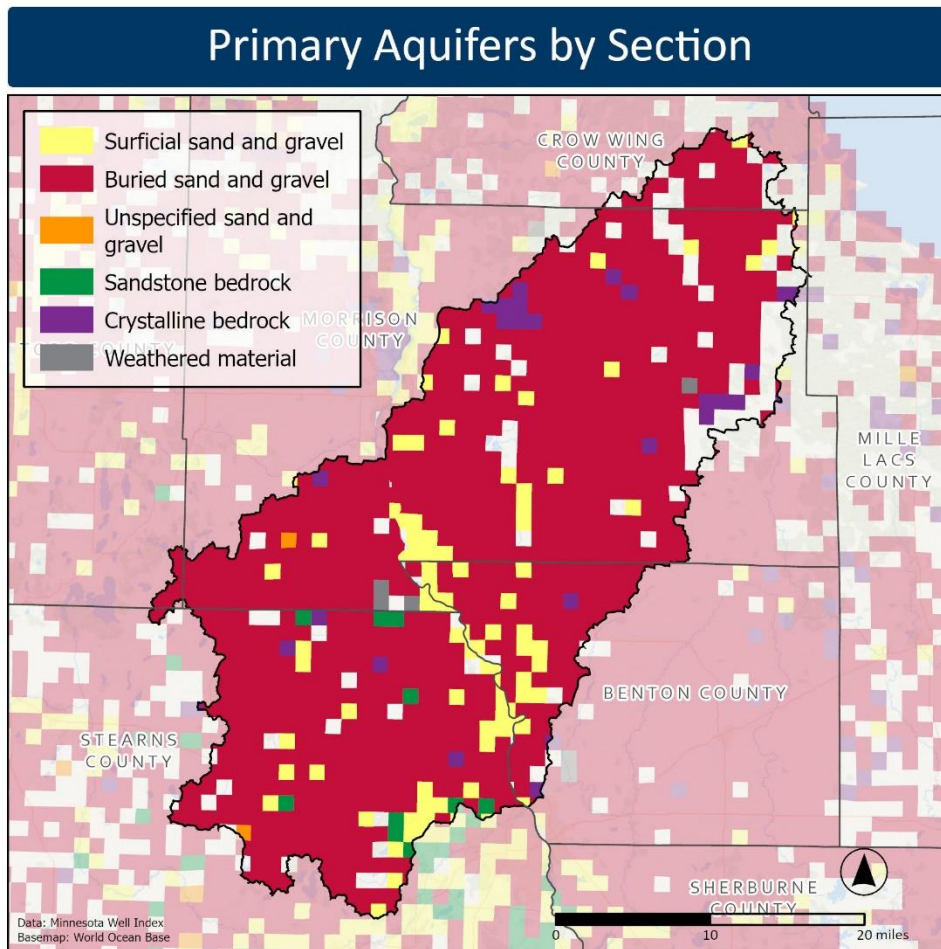 Primary Aquifers by Section
Surficial sand and gravel
Buried sand and gravel
Unspecified sand and
gravel
Sandstone bedrock
Crystalline bedrock
Weathered material
CROW WING
COUNTY
MORRISON
COUNTY
MILLE
LACS
COUNTY
BENTON COUNTY
STEARNS
COUNTY
SHERBURNE
COUNTY
Data: Minnesota Well Index
Basemap: World Ocean Base
0 10 20 miles